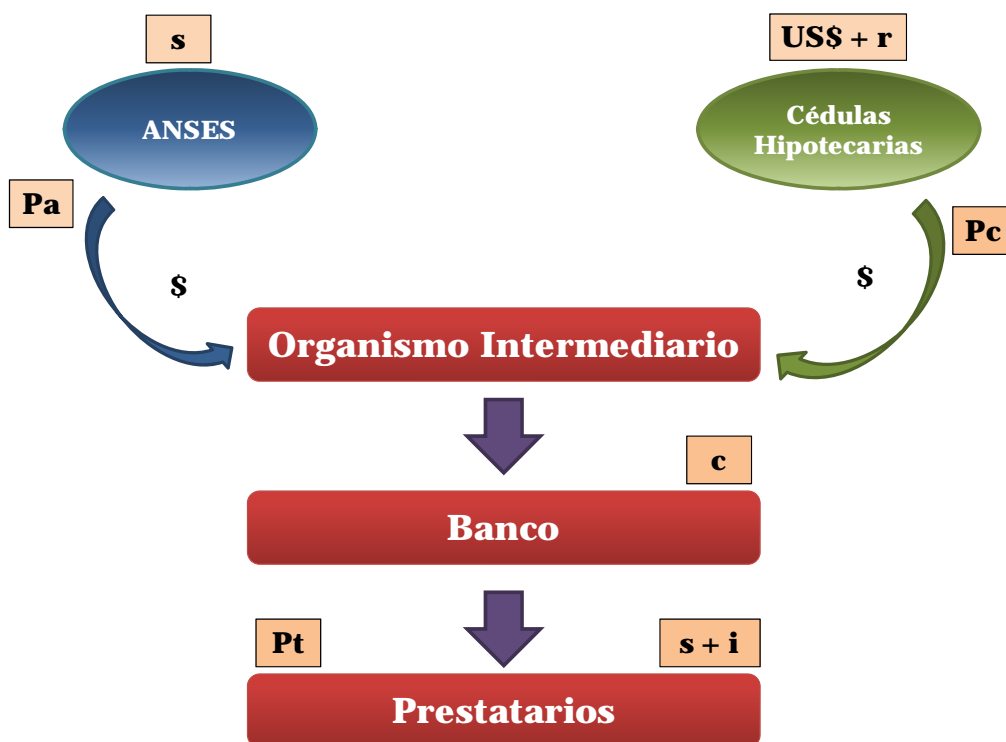 s
US$ + r
ANSES
Cédulas
Hipotecarias
Pa
Pc
$
$
Organismo Intermediario
c
Banco
Pt
s + i
Prestatarios